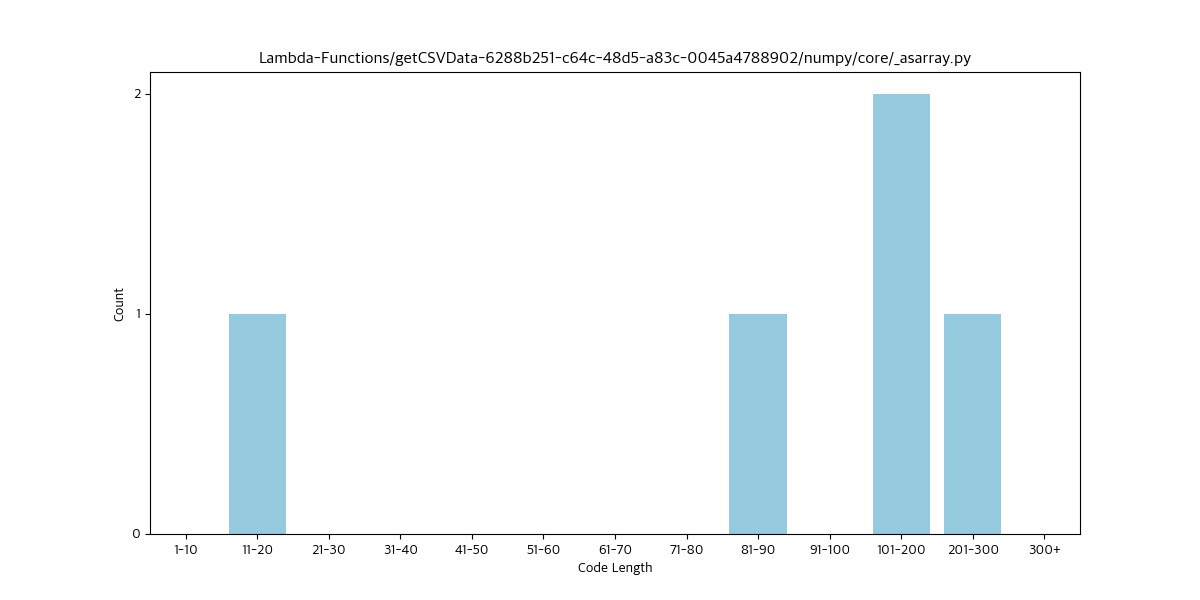 Lambda-Functions/getCSVData-6288b251-c64c-48d5-a83c-0045a4788902/numpy/core/_asarray.py
Count
2
1
0
1-10 11-20 21-30 31-40 41-50 51-60 61-70 71-80 81-90 91-100 101-200 201-300 300+
Code Length